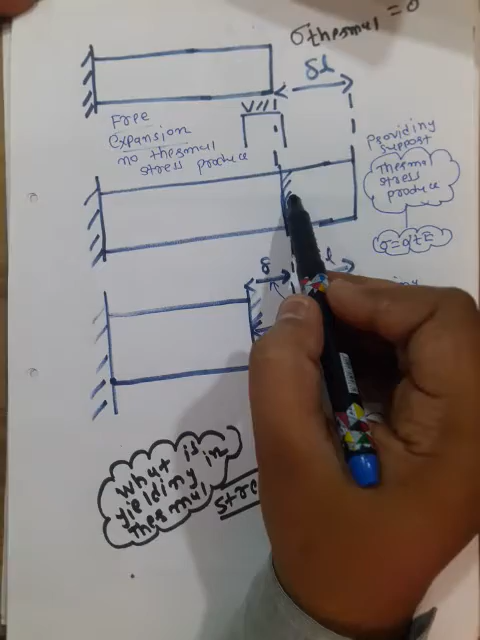 σthermal = 0
δl
Free
Expansion
no thermal
stress produce
Providing
support
Thermal
stress
produce
σ=αtE
δ
l
What is
yielding in
thermal
stre